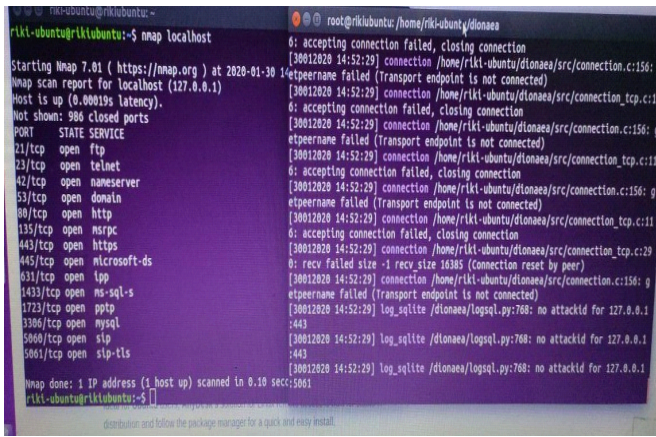 riki-ubuntu@rikiubuntu: ~
riki-ubuntu@rikiubuntu:~$ nmap localhost
Starting Nmap 7.01 ( https://nmap.org ) at 2020-01-30 14
Nmap scan report for localhost (127.0.0.1)
Host is up (0.00019s latency).
Not shown: 986 closed ports
PORT STATE SERVICE
21/tcp open ftp
23/tcp open telnet
42/tcp open nameserver
53/tcp open domain
80/tcp open http
135/tcp open msrpc
443/tcp open https
445/tcp open microsoft-ds
631/tcp open ipp
1433/tcp open ms-sql-s
1723/tcp open pptp
3306/tcp open mysql
5060/tcp open sip
5061/tcp open sip-tls
Nmap done: 1 IP address (1 host up) scanned in 0.10 sec
riki-ubuntu@rikiubuntu:~$
root@rikiubuntu: /home/riki-ubuntu/dionaea
6: accepting connection failed, closing connection
[30012020 14:52:29] connection /home/riki-ubuntu/dionaea/src/connection.c:156: 
etpeername failed (Transport endpoint is not connected)
[30012020 14:52:29] connection /home/riki-ubuntu/dionaea/src/connection_tcp.c:1
6: accepting connection failed, closing connection
[30012020 14:52:29] connection /home/riki-ubuntu/dionaea/src/connection.c:156: g
etpeername failed (Transport endpoint is not connected)
[30012020 14:52:29] connection /home/riki-ubuntu/dionaea/src/connection_tcp.c:11
6: accepting connection failed, closing connection
[30012020 14:52:29] connection /home/riki-ubuntu/dionaea/src/connection.c:156: g
etpeername failed (Transport endpoint is not connected)
[30012020 14:52:29] connection /home/riki-ubuntu/dionaea/src/connection_tcp.c:11
6: accepting connection failed, closing connection
[30012020 14:52:29] connection /home/riki-ubuntu/dionaea/src/connection_tcp.c:29
0: recv failed size -1 recv_size 16385 (Connection reset by peer)
[30012020 14:52:29] connection /home/riki-ubuntu/dionaea/src/connection.c:156: g
etpeername failed (Transport endpoint is not connected)
[30012020 14:52:29] log_sqlite /dionaea/logsql.py:768: no attackid for 127.0.0.1
:443
[30012020 14:52:29] log_sqlite /dionaea/logsql.py:768: no attackid for 127.0.0.1
:443
[30012020 14:52:29] log_sqlite /dionaea/logsql.py:768: no attackid for 127.0.0.1
:5061
distribution and follow the package manager for a quick and easy install.